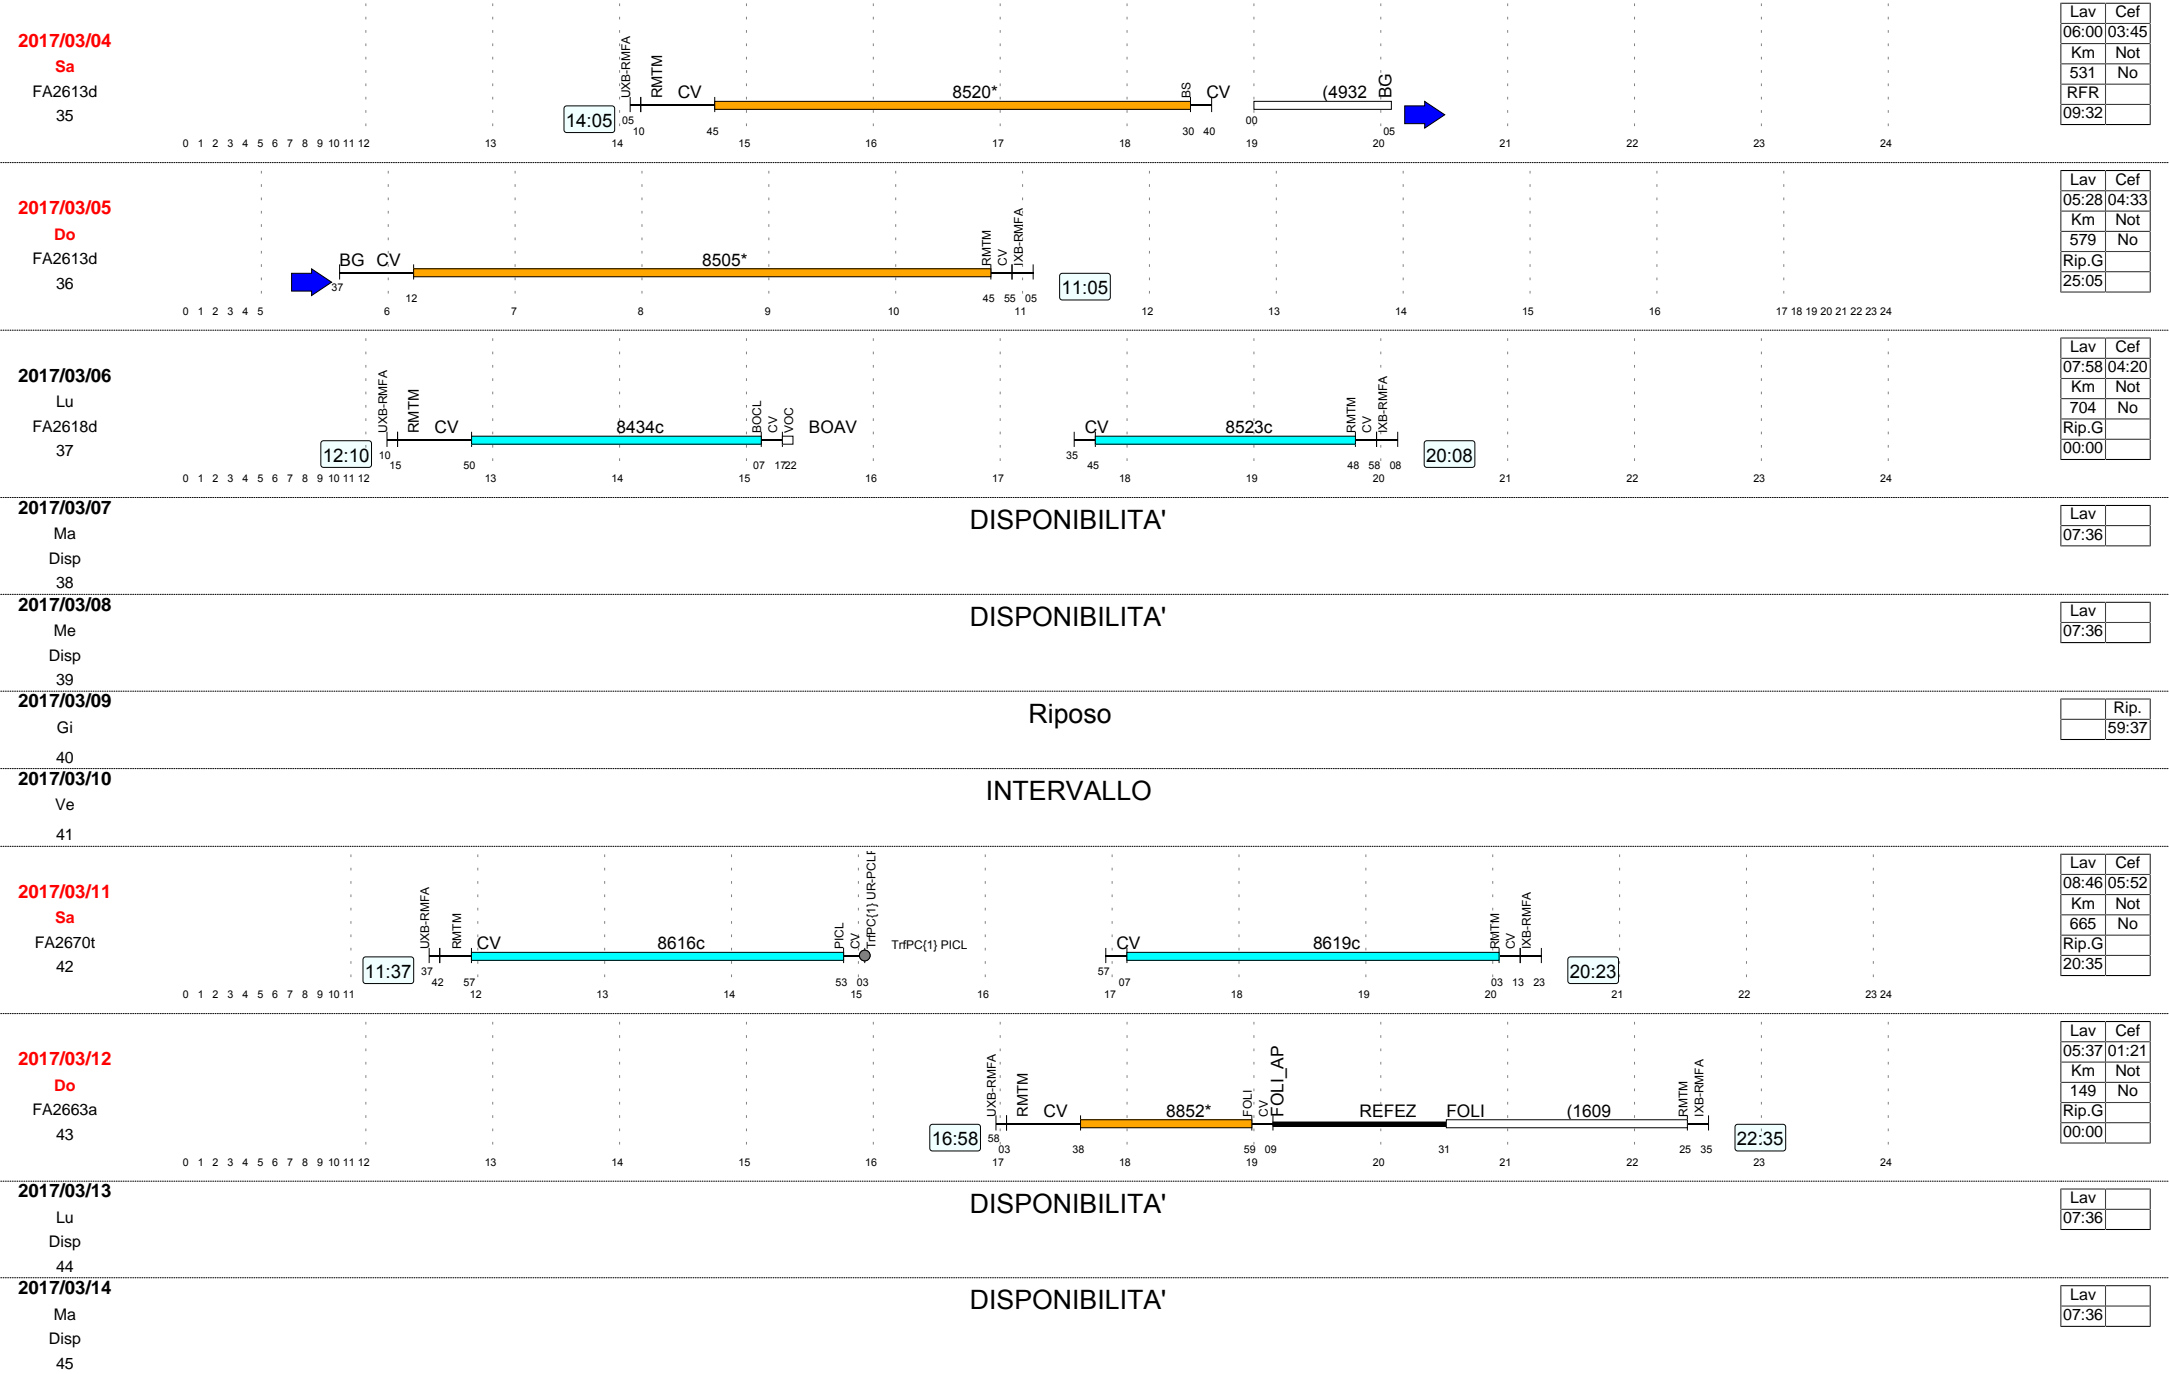 2017/03/04
Sa
FA2613d
35
14:05
UXB-RMFA
RMTM
CV
8520*
BS
CV
(4932
BG
05 10 45 30 40 00 05
0 1 2 3 4 5 6 7 8 9 10 11 12 13 14 15 16 17 18 19 20 21 22 23 24
Lav Cef
06:00 03:45
Km Not
531 No
RFR
09:32
2017/03/05
Do
FA2613d
36
BG CV
8505*
RMTM
CV
IXB-RMFA
11:05
37 12 45 55 05
0 1 2 3 4 5 6 7 8 9 10 11 12 13 14 15 16 17 18 19 20 21 22 23 24
Lav Cef
05:28 04:33
Km Not
579 No
Rip.G
25:05
2017/03/06
Lu
FA2618d
37
12:10
UXB-RMFA
RMTM
CV
8434c
BOCL
CV
VOC
BOAV
CV
8523c
RMTM
CV
IXB-RMFA
20:08
10 15 50 07 17 22 35 45 48 58 08
0 1 2 3 4 5 6 7 8 9 10 11 12 13 14 15 16 17 18 19 20 21 22 23 24
Lav Cef
07:58 04:20
Km Not
704 No
Rip.G
00:00
2017/03/07
Ma
Disp
38
DISPONIBILITA'
Lav
07:36
2017/03/08
Me
Disp
39
DISPONIBILITA'
Lav
07:36
2017/03/09
Gi
40
Riposo
Rip.
59:37
2017/03/10
Ve
41
INTERVALLO
2017/03/11
Sa
FA2670t
42
11:37
UXB-RMFA
RMTM
CV
8616c
PICL
CV
TrfPC{1} UR-PCLF
TrfPC{1} PICL
CV
8619c
RMTM
CV
IXB-RMFA
20:23
37 42 57 53 03 57 07 03 13 23
0 1 2 3 4 5 6 7 8 9 10 11 12 13 14 15 16 17 18 19 20 21 22 23 24
Lav Cef
08:46 05:52
Km Not
665 No
Rip.G
20:35
2017/03/12
Do
FA2663a
43
16:58
UXB-RMFA
RMTM
CV
8852*
FOLI
CV
FOLI_AP
REFEZ
FOLI
(1609
RMTM
IXB-RMFA
22:35
58 03 38 59 09 31 25 35
0 1 2 3 4 5 6 7 8 9 10 11 12 13 14 15 16 17 18 19 20 21 22 23 24
Lav Cef
05:37 01:21
Km Not
149 No
Rip.G
00:00
2017/03/13
Lu
Disp
44
DISPONIBILITA'
Lav
07:36
2017/03/14
Ma
Disp
45
DISPONIBILITA'
Lav
07:36